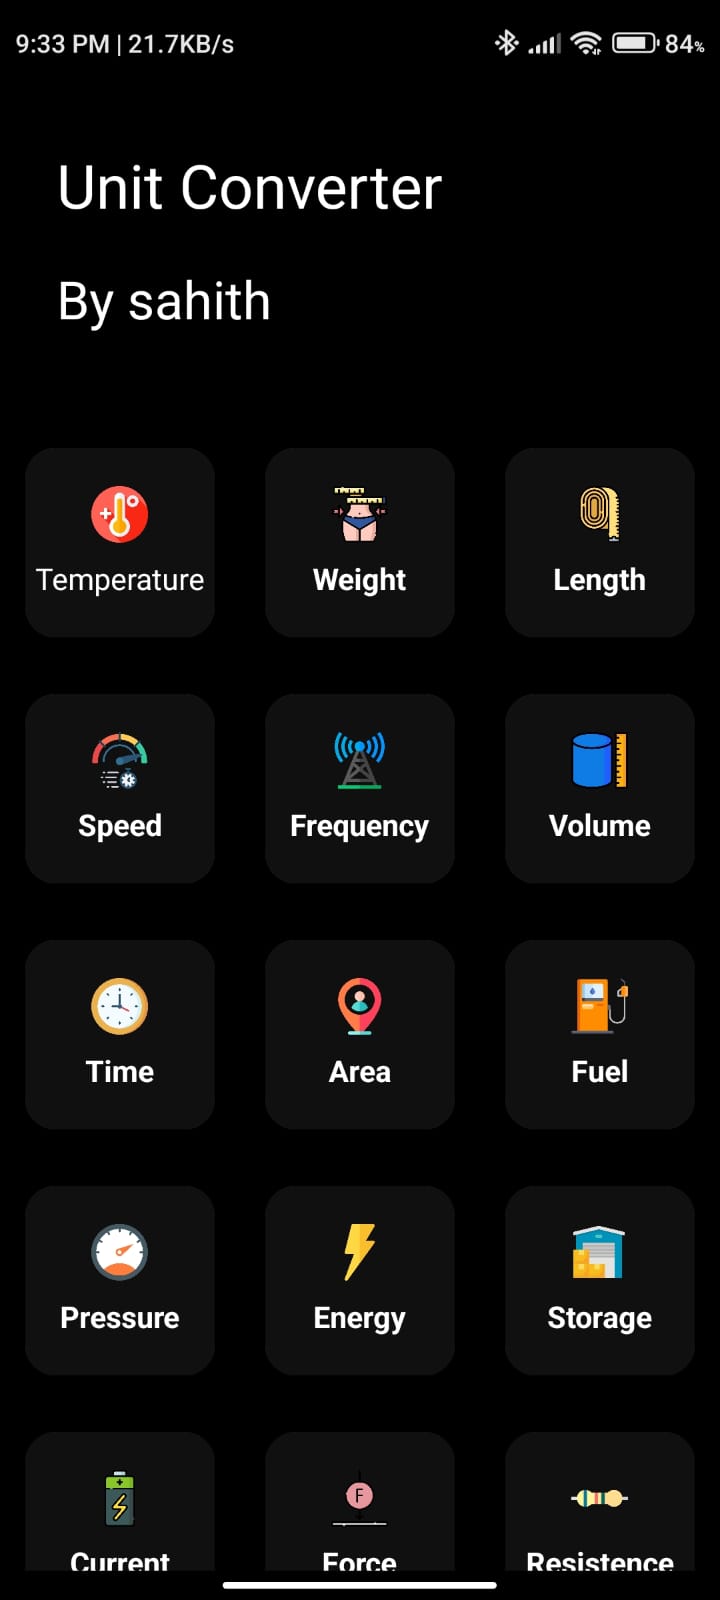 9:33 PM | 21.7KB/s 84%
Unit Converter
By sahith
Temperature Weight Length
Speed Frequency Volume
Time Area Fuel
Pressure Energy Storage
F
Current Force Resistence